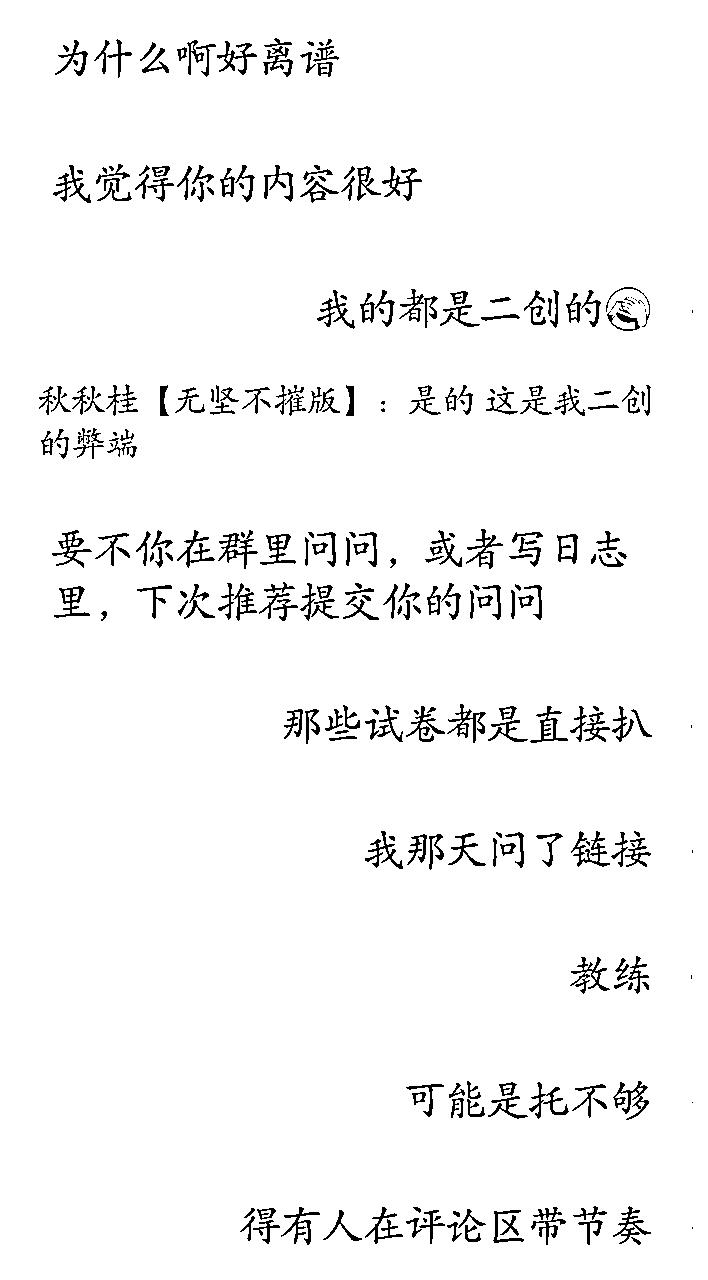 为什么啊好离谱
我觉得你的内容很好
我的都是二创的
秋秋桂【无坚不摧版】：是的 这是我二创
的弊端
要不你在群里问问，或者写日志
里，下次推荐提交你的问问
那些试卷都是直接扒
我那天问了链接
教练
可能是托不够
得有人在评论区带节奏